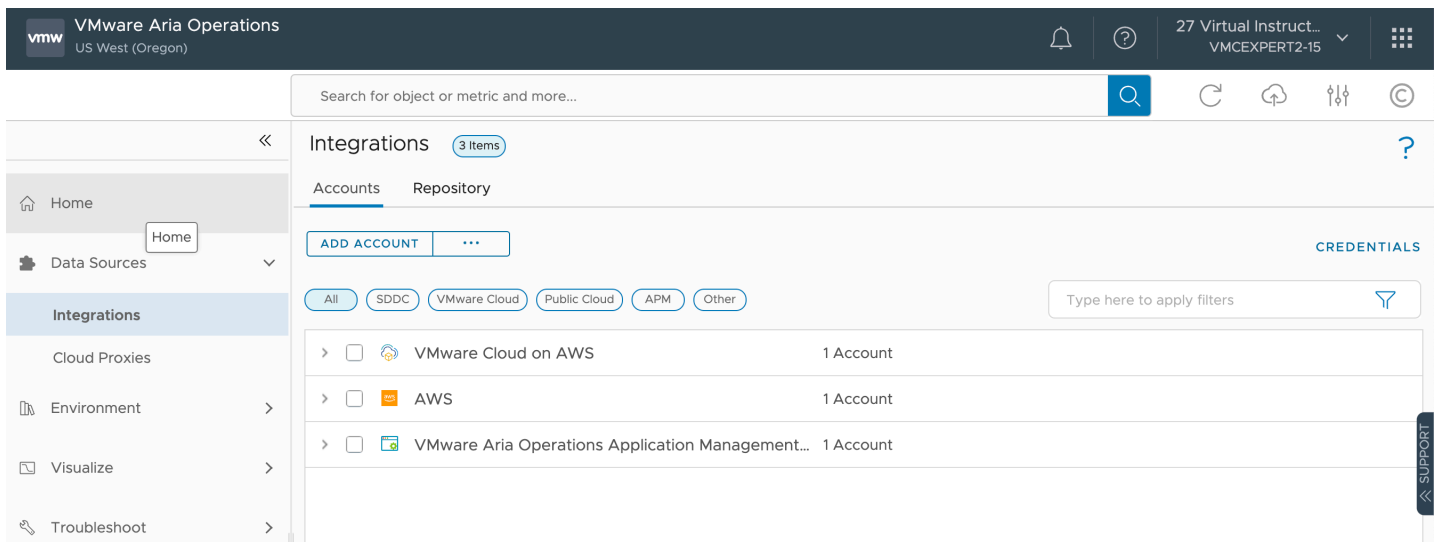 vmw
VMware Aria Operations
US West (Oregon)
27 Virtual Instruct...
VMCEXPERT2-15
Search for object or metric and more...
Home
Home
Data Sources
Integrations
Cloud Proxies
Environment
Visualize
Troubleshoot
Integrations 3 Items
Accounts Repository
ADD ACCOUNT ...
CREDENTIALS
All SDDC VMware Cloud Public Cloud APM Other
Type here to apply filters
VMware Cloud on AWS 1 Account
AWS 1 Account
VMware Aria Operations Application Management... 1 Account
SUPPORT